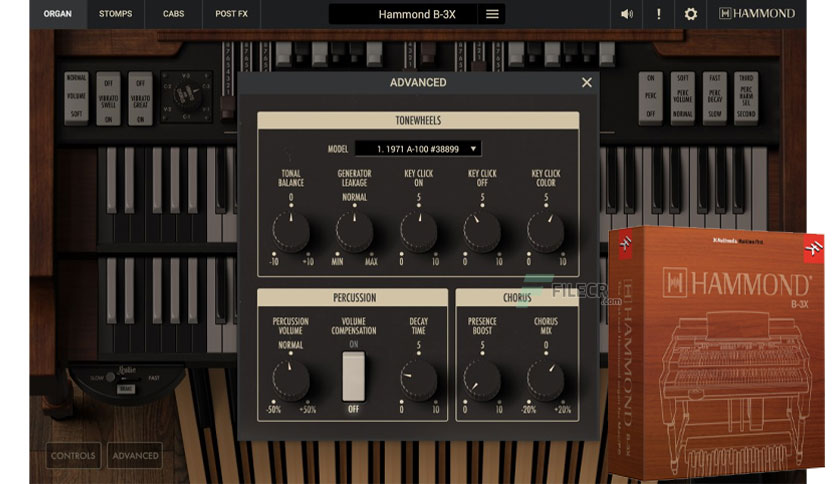 ORGAN STOMPS CABS POST FX Hammond B-3X HAMMOND
ADVANCED
NORMAL
VOLUME
SOFT
OFF
VIBRATO
SWELL
ON
OFF
VIBRATO
GREAT
ON
ON
PERC
OFF
SOFT
PERC
VOLUME
NORMAL
FAST
PERC
DECAY
SLOW
THIRD
PERC
HARM
SEL
SECOND
TONEWHEELS
MODEL 1. 1971 A-100 #38899
TONAL
BALANCE
0
-10 +10
GENERATOR
LEAKAGE
NORMAL
MIN MAX
KEY CLICK
ON
5
0 10
KEY CLICK
OFF
5
0 10
KEY CLICK
COLOR
5
0 10
PERCUSSION
PERCUSSION
VOLUME
NORMAL
-50% +50%
VOLUME
COMPENSATION
ON
OFF
DECAY
TIME
5
0 10
CHORUS
PRESENCE
BOOST
5
0 10
CHORUS
MIX
0
-20% +20%
FILECR
.com
Leslie
SLOW FAST
BRAKE
CONTROLS ADVANCED
HAMMOND
B-3X
HAMMOND B-3X